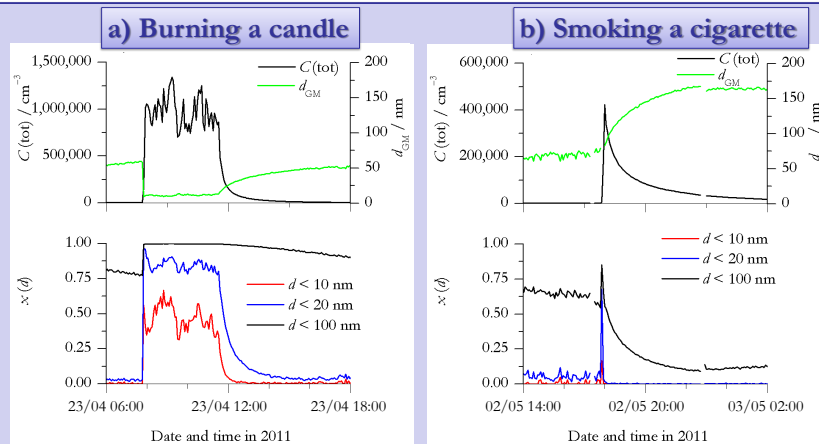 a) Burning a candle
1,500,000
1,000,000
500,000
0
C (tot) / cm⁻³
C (tot)
d_GM
200
150
100
50
0
d_GM / nm
1.00
0.75
0.50
0.25
0.00
x (d)
d < 10 nm
d < 20 nm
d < 100 nm
23/04 06:00
23/04 12:00
23/04 18:00
Date and time in 2011
b) Smoking a cigarette
600,000
400,000
200,000
0
C (tot) / cm⁻³
C (tot)
d_GM
200
150
100
50
0
d / nm
1.00
0.75
0.50
0.25
0.00
x (d)
d < 10 nm
d < 20 nm
d < 100 nm
02/05 14:00
02/05 20:00
03/05 02:00
Date and time in 2011